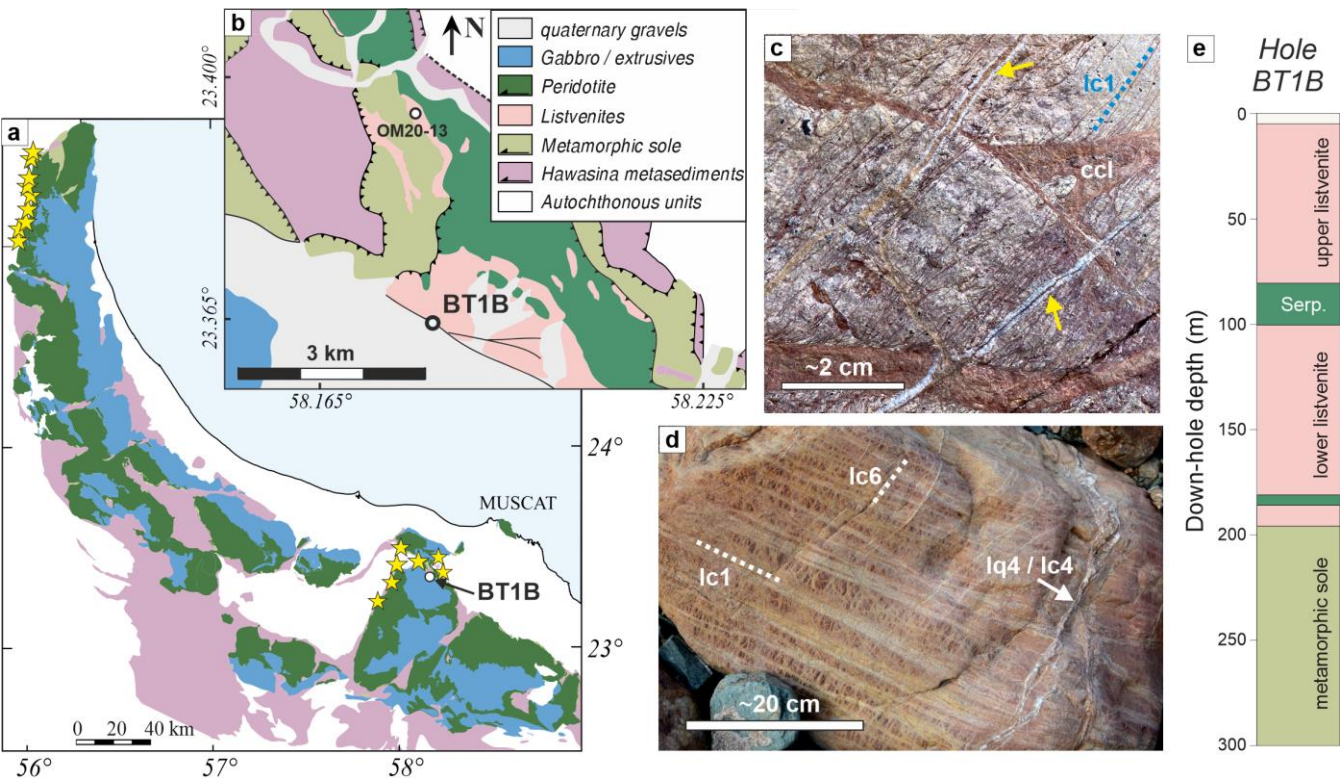 a
24°
MUSCAT
BT1B
23°
0 20 40 km
56°
57°
58°
b
N
23.400°
OM20-13
23.365°
BT1B
3 km
58.165°
58.225°
quaternary gravels
Gabbro / extrusives
Peridotite
Listvenites
Metamorphic sole
Hawasina metasediments
Autochthonous units
c
lc1
ccl
~2 cm
d
lc6
lc1
lq4 / lc4
~20 cm
e
Hole
BT1B
Down-hole depth (m)
0
50
100
150
200
250
300
upper listvenite
Serp.
lower listvenite
metamorphic sole